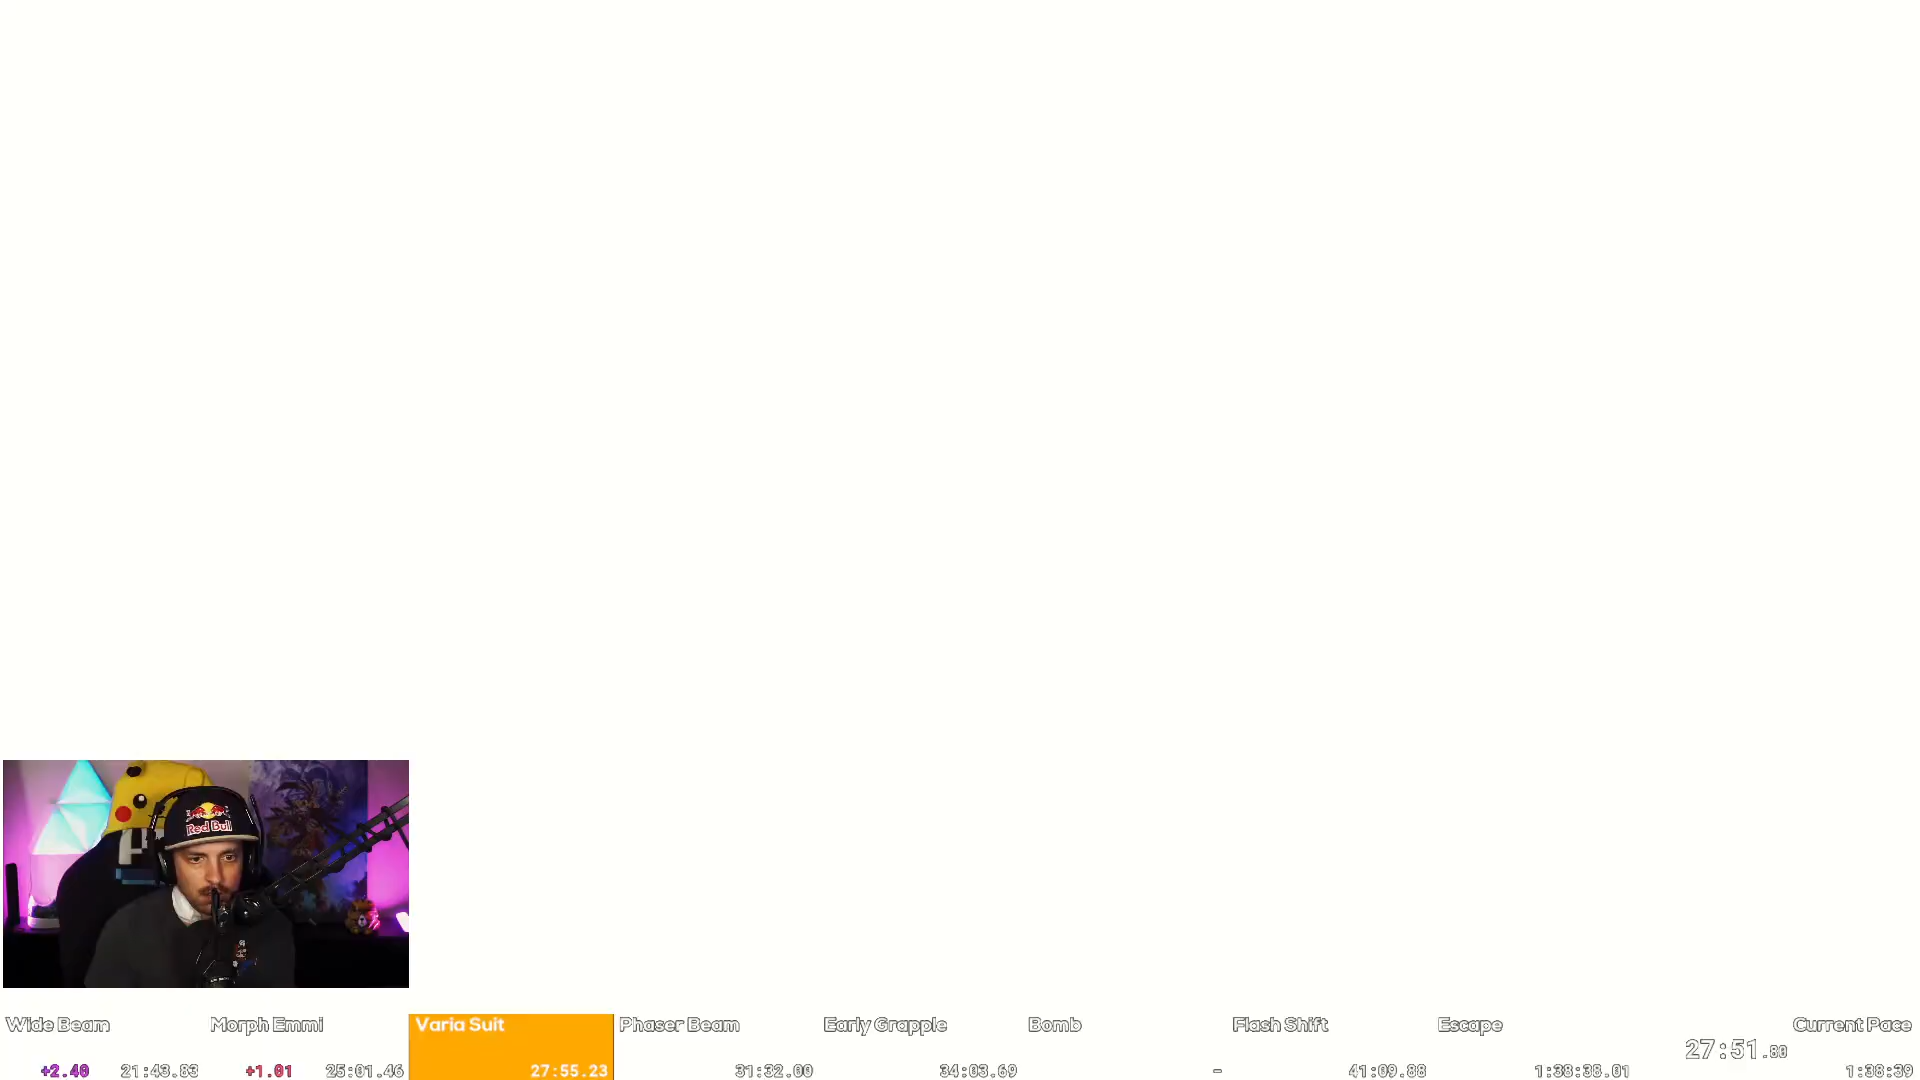 Red Bull
Wide Beam
+2.40 21:43.83
Morph Emmi
+1.01 25:01.46
Varia Suit
27:55.23
Phaser Beam
31:32.00
Early Grapple
34:03.69
Bomb
-
Flash Shift
41:09.88
Escape
1:38:38.01
27:51.80
Current Pace
1:38:39